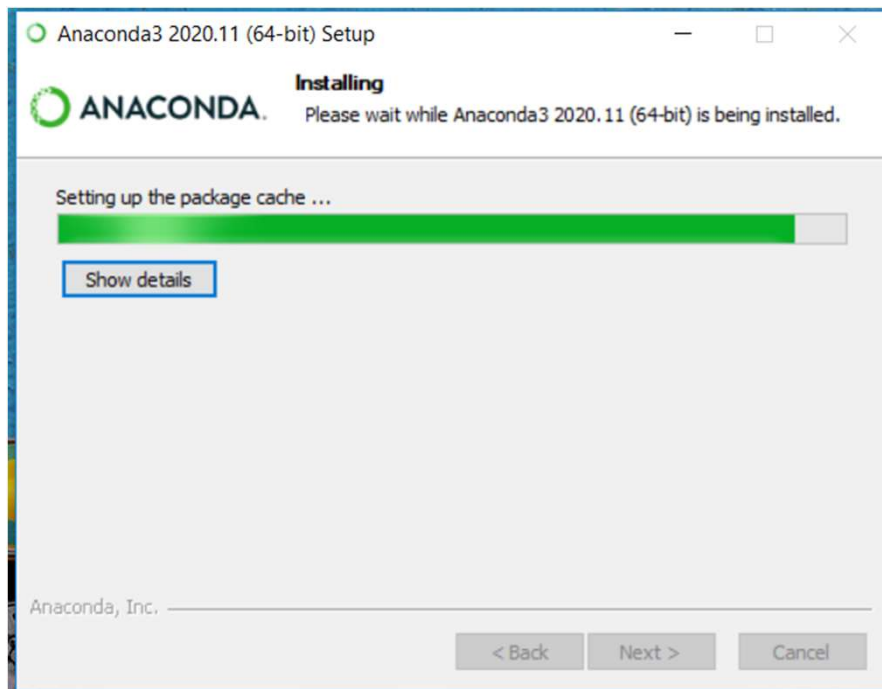 Anaconda3 2020.11 (64-bit) Setup
ANACONDA.
Installing
Please wait while Anaconda3 2020.11 (64-bit) is being installed.
Setting up the package cache ...
Show details
Anaconda, Inc.
< Back
Next >
Cancel